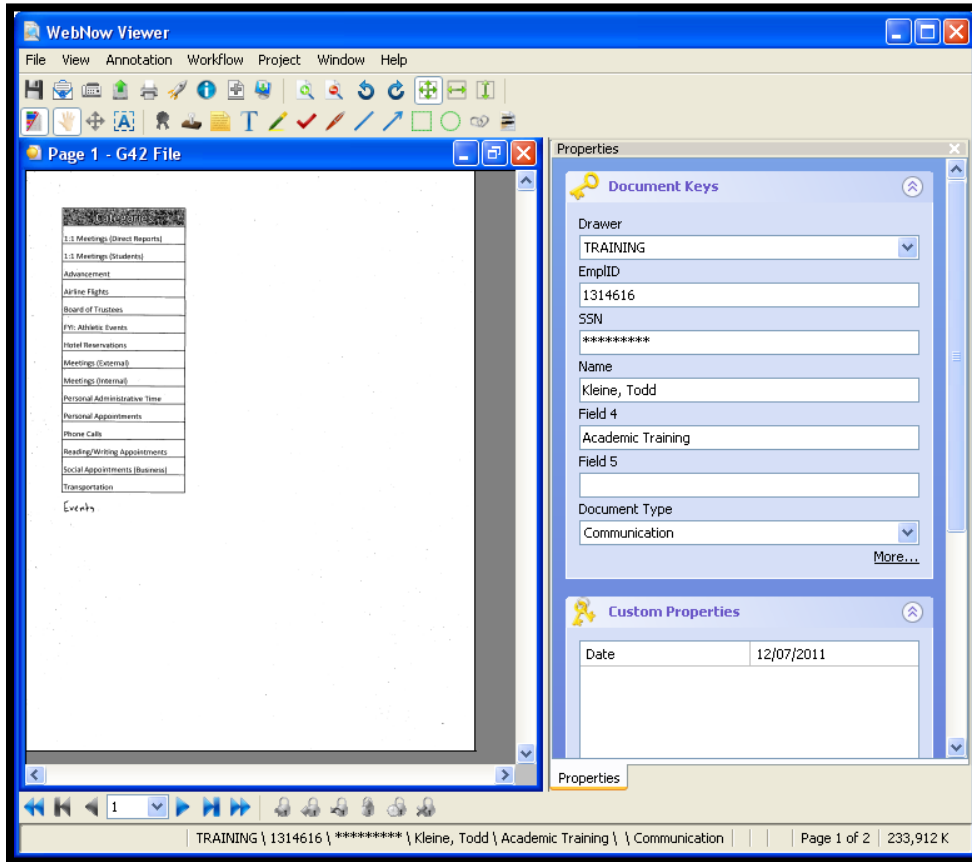 WebNow Viewer
File View Annotation Workflow Project Window Help
Page 1 - G42 File
Categories
1:1 Meetings (Direct Reports)
1:1 Meetings (Students)
Advancement
Airline Flights
Board of Trustees
FYI: Athletic Events
Hotel Reservations
Meetings (External)
Meetings (Internal)
Personal Administrative Time
Personal Appointments
Phone Calls
Reading/Writing Appointments
Social Appointments (Business)
Transportation
Events
Properties
Document Keys
Drawer
TRAINING
EmplID
1314616
SSN
*********
Name
Kleine, Todd
Field 4
Academic Training
Field 5
Document Type
Communication
More...
Custom Properties
Date 12/07/2011
Properties
1
TRAINING \ 1314616 \ ********* \ Kleine, Todd \ Academic Training \ \ Communication Page 1 of 2 233,912 K